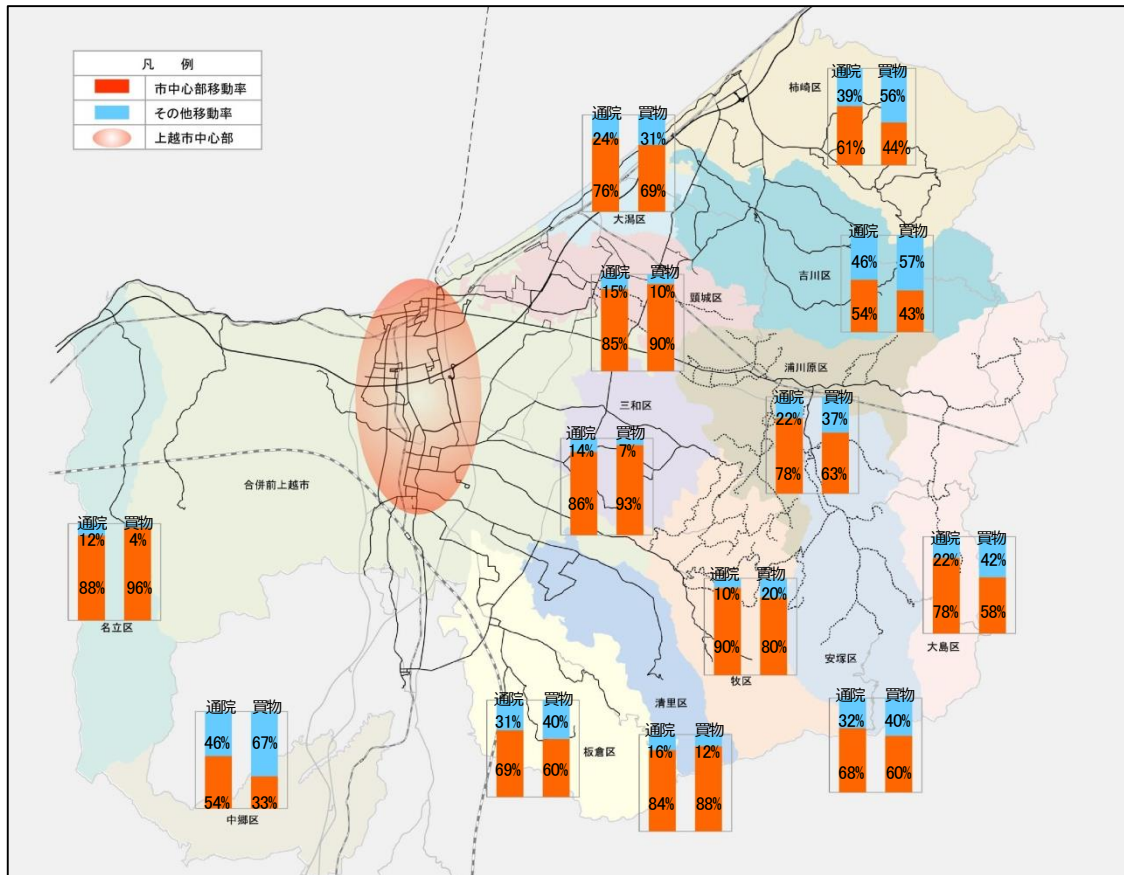 凡 例
市中心部移動率
その他移動率
上越市中心部
柿崎区
通院 買物
39% 56%
61% 44%
通院 買物
24% 31%
76% 69%
大潟区
通院 買物
46% 57%
54% 43%
吉川区
通院 買物
15% 10%
85% 90%
頸城区
浦川原区
通院 買物
22% 37%
78% 63%
三和区
通院 買物
14% 7%
86% 93%
合併前上越市
通院 買物
12% 4%
88% 96%
名立区
通院 買物
22% 42%
78% 58%
大島区
通院 買物
10% 20%
90% 80%
牧区
安塚区
通院 買物
32% 40%
68% 60%
清里区
通院 買物
16% 12%
84% 88%
通院 買物
31% 40%
69% 60%
板倉区
通院 買物
46% 67%
54% 33%
中郷区